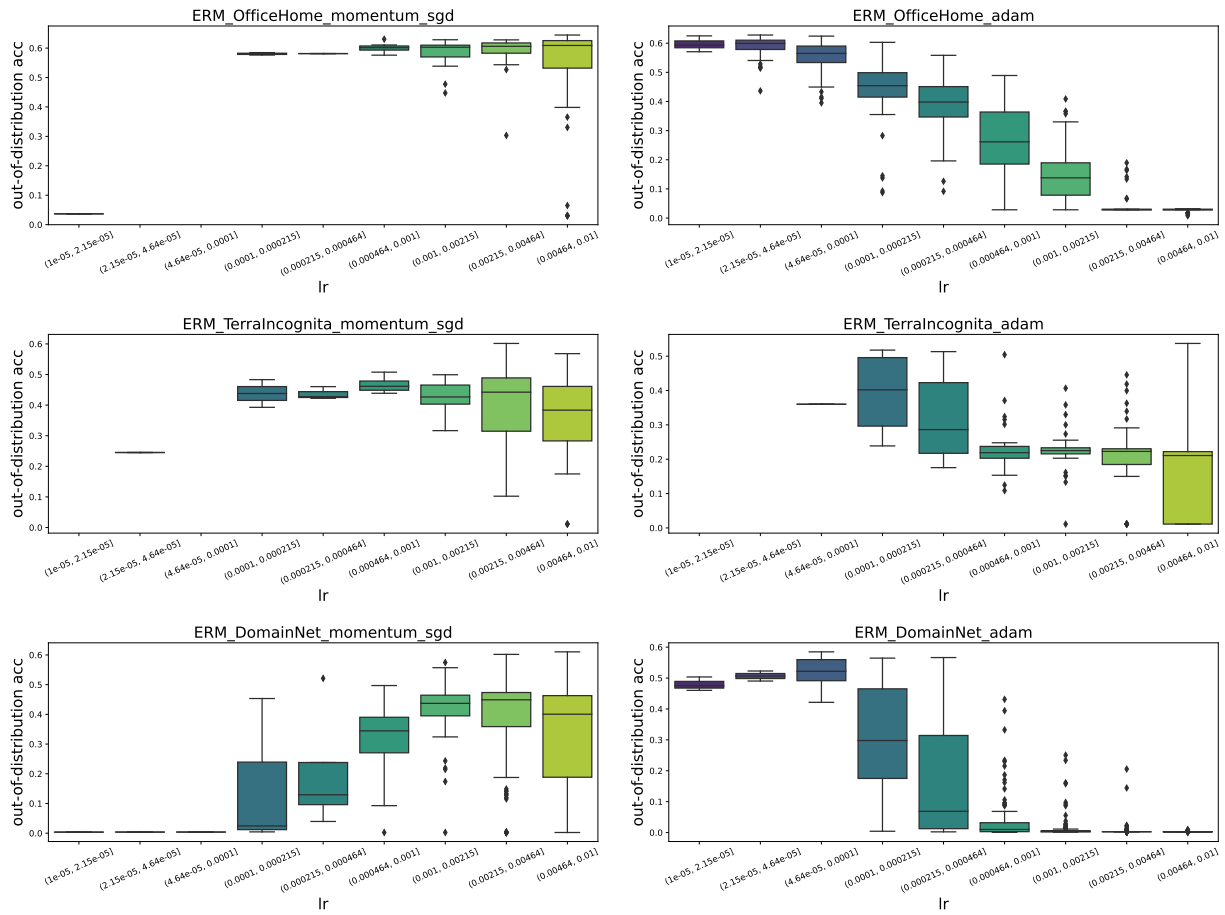 ERM_OfficeHome_momentum_sgd
out-of-distribution acc
0.6
0.5
0.4
0.3
0.2
0.1
0.0
(1e-05, 2.15e-05]
(2.15e-05, 4.64e-05]
(4.64e-05, 0.0001]
(0.0001, 0.000215]
(0.000215, 0.000464]
(0.000464, 0.001]
(0.001, 0.00215]
(0.00215, 0.00464]
(0.00464, 0.01]
lr
ERM_OfficeHome_adam
out-of-distribution acc
0.6
0.5
0.4
0.3
0.2
0.1
0.0
(1e-05, 2.15e-05]
(2.15e-05, 4.64e-05]
(4.64e-05, 0.0001]
(0.0001, 0.000215]
(0.000215, 0.000464]
(0.000464, 0.001]
(0.001, 0.00215]
(0.00215, 0.00464]
(0.00464, 0.01]
lr
ERM_TerraIncognita_momentum_sgd
out-of-distribution acc
0.6
0.5
0.4
0.3
0.2
0.1
0.0
(1e-05, 2.15e-05]
(2.15e-05, 4.64e-05]
(4.64e-05, 0.0001]
(0.0001, 0.000215]
(0.000215, 0.000464]
(0.000464, 0.001]
(0.001, 0.00215]
(0.00215, 0.00464]
(0.00464, 0.01]
lr
ERM_TerraIncognita_adam
out-of-distribution acc
0.5
0.4
0.3
0.2
0.1
0.0
(1e-05, 2.15e-05]
(2.15e-05, 4.64e-05]
(4.64e-05, 0.0001]
(0.0001, 0.000215]
(0.000215, 0.000464]
(0.000464, 0.001]
(0.001, 0.00215]
(0.00215, 0.00464]
(0.00464, 0.01]
lr
ERM_DomainNet_momentum_sgd
out-of-distribution acc
0.6
0.5
0.4
0.3
0.2
0.1
0.0
(1e-05, 2.15e-05]
(2.15e-05, 4.64e-05]
(4.64e-05, 0.0001]
(0.0001, 0.000215]
(0.000215, 0.000464]
(0.000464, 0.001]
(0.001, 0.00215]
(0.00215, 0.00464]
(0.00464, 0.01]
lr
ERM_DomainNet_adam
out-of-distribution acc
0.6
0.5
0.4
0.3
0.2
0.1
0.0
(1e-05, 2.15e-05]
(2.15e-05, 4.64e-05]
(4.64e-05, 0.0001]
(0.0001, 0.000215]
(0.000215, 0.000464]
(0.000464, 0.001]
(0.001, 0.00215]
(0.00215, 0.00464]
(0.00464, 0.01]
lr